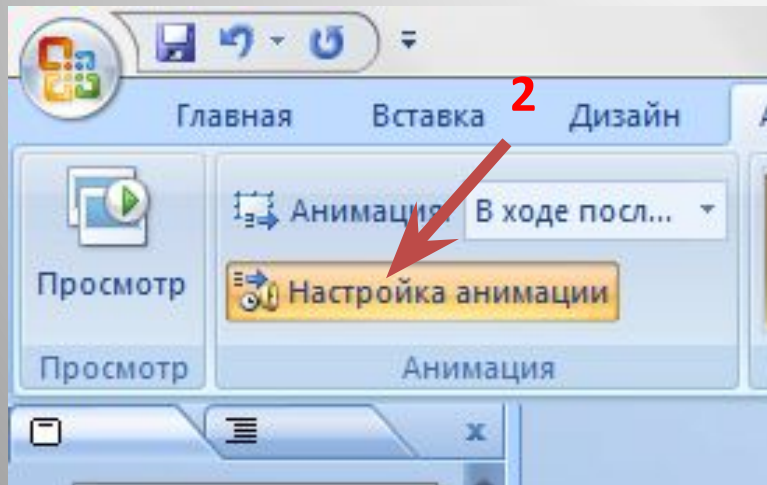 2
Главная Вставка Дизайн А
Анимация: В ходе посл...
Просмотр Настройка анимации
Просмотр Анимация
x